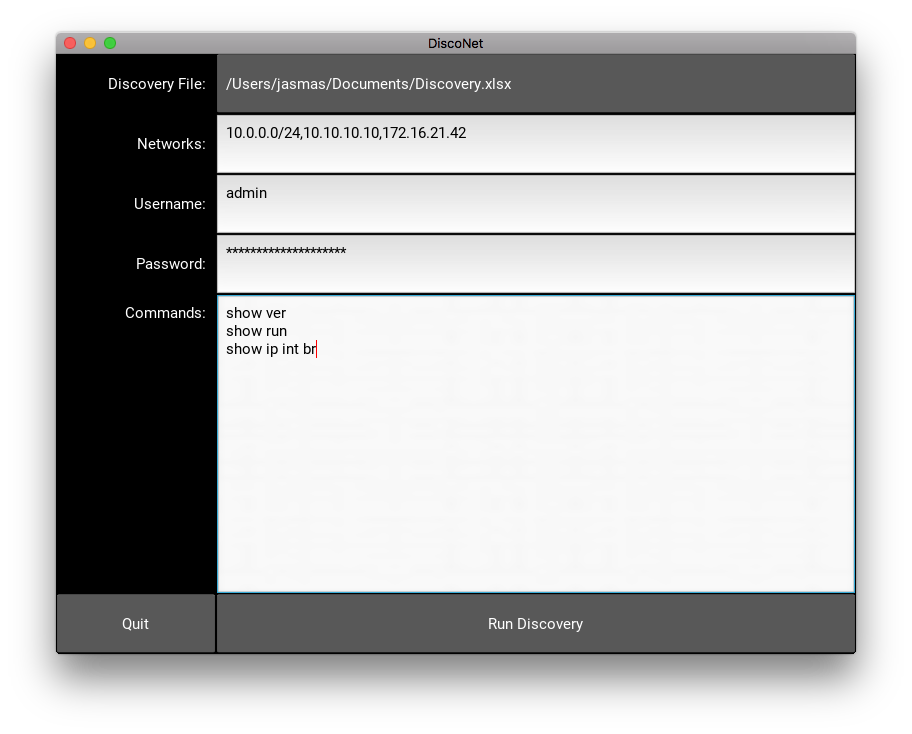 DiscoNet
Discovery File: /Users/jasmas/Documents/Discovery.xlsx
Networks: 10.0.0.0/24,10.10.10.10,172.16.21.42
Username: admin
Password: ********************
Commands: show ver
show run
show ip int br
Quit Run Discovery